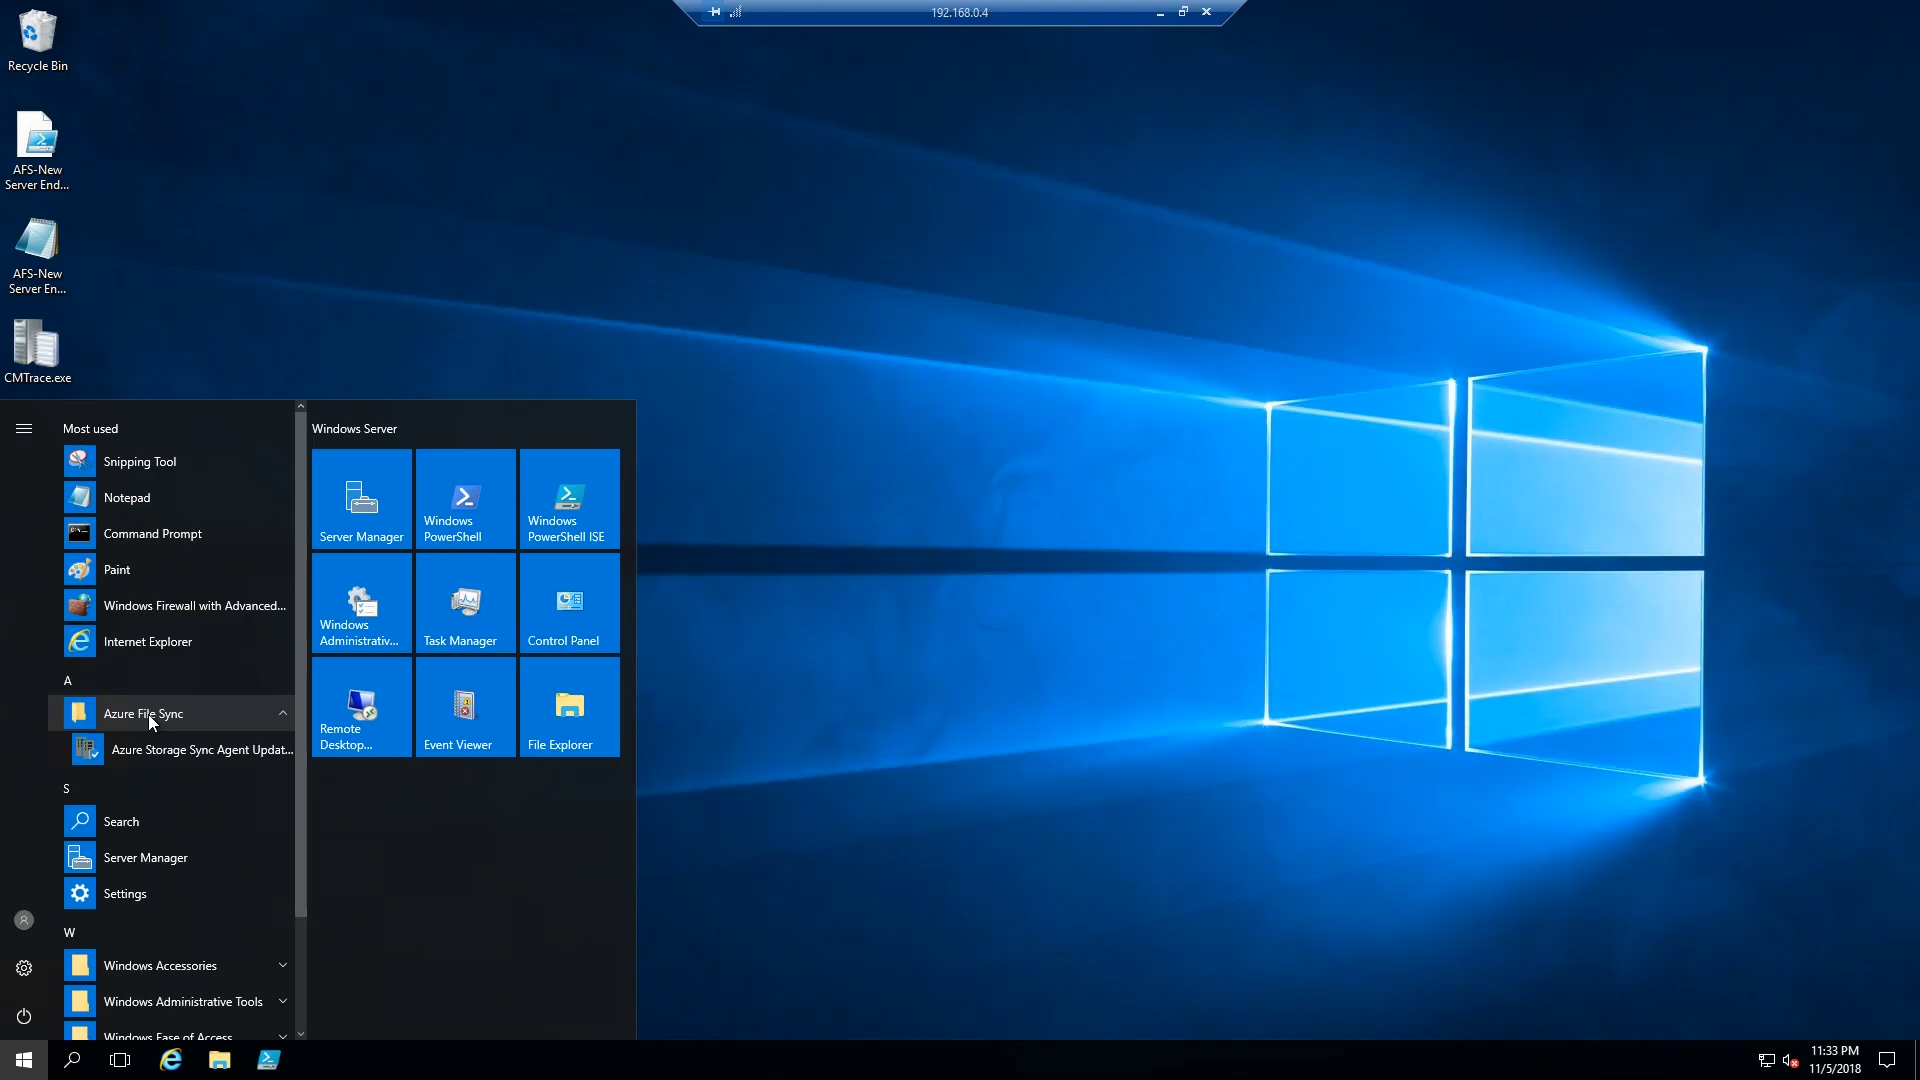 192.168.0.4
Recycle Bin
AFS-New
Server End...
AFS-New
Server En...
CMTrace.exe
Most used
Snipping Tool
Notepad
Command Prompt
Paint
Windows Firewall with Advanced...
Internet Explorer
A
Azure File Sync
Azure Storage Sync Agent Updat...
S
Search
Server Manager
Settings
W
Windows Accessories
Windows Administrative Tools
Windows Ease of Access
Windows Server
Server Manager
Windows
PowerShell
Windows
PowerShell ISE
Windows
Administrativ...
Task Manager
Control Panel
Remote
Desktop...
Event Viewer
File Explorer
11:33 PM
11/5/2018